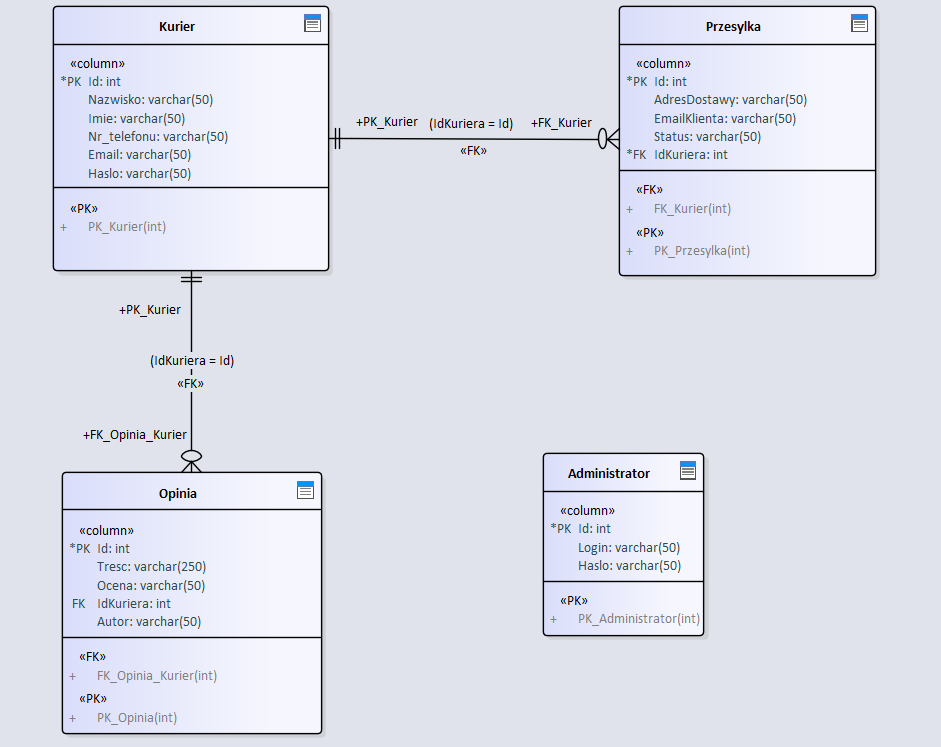 Kurier
«column»
*PK Id: int
Nazwisko: varchar(50)
Imie: varchar(50)
Nr_telefonu: varchar(50)
Email: varchar(50)
Haslo: varchar(50)
«PK»
+ PK_Kurier(int)
+PK_Kurier (IdKuriera = Id) +FK_Kurier
«FK»
Przesylka
«column»
*PK Id: int
AdresDostawy: varchar(50)
EmailKlienta: varchar(50)
Status: varchar(50)
*FK IdKuriera: int
«FK»
+ FK_Kurier(int)
«PK»
+ PK_Przesylka(int)
+PK_Kurier
(IdKuriera = Id)
«FK»
+FK_Opinia_Kurier
Opinia
«column»
*PK Id: int
Tresc: varchar(250)
Ocena: varchar(50)
FK IdKuriera: int
Autor: varchar(50)
«FK»
+ FK_Opinia_Kurier(int)
«PK»
+ PK_Opinia(int)
Administrator
«column»
*PK Id: int
Login: varchar(50)
Haslo: varchar(50)
«PK»
+ PK_Administrator(int)